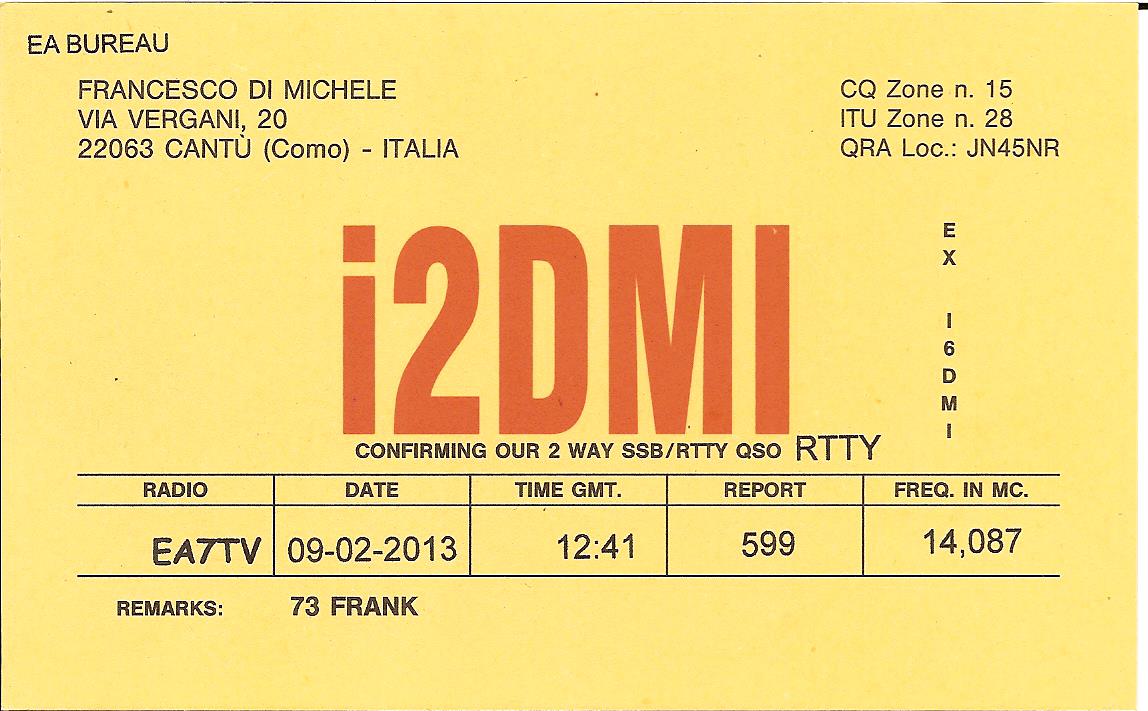 EA BUREAU
FRANCESCO DI MICHELE
VIA VERGANI, 20
22063 CANTÙ (Como) - ITALIA
CQ Zone n. 15
ITU Zone n. 28
QRA Loc.: JN45NR
i2DMI
EX I6DMI
CONFIRMING OUR 2 WAY SSB/RTTY QSO RTTY
RADIO DATE TIME GMT. REPORT FREQ. IN MC.
EA7TV 09-02-2013 12:41 599 14,087
REMARKS: 73 FRANK